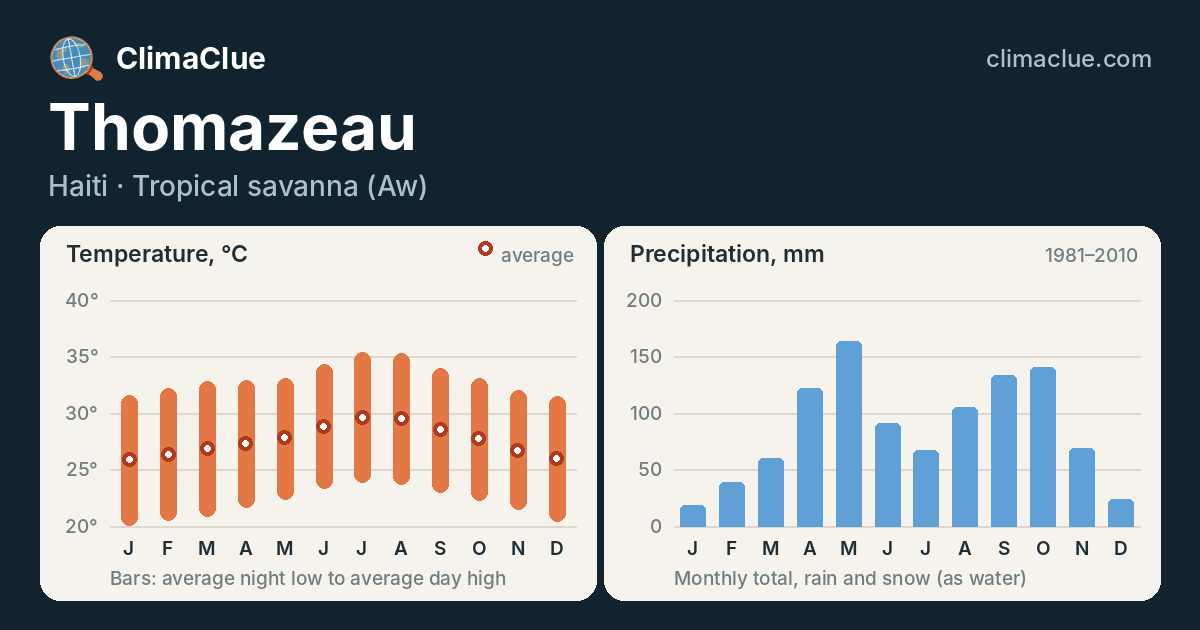 ClimaClue
climaclue.com
Thomazeau
Haiti · Tropical savanna (Aw)
Temperature, °C
average
40°
35°
30°
25°
20°
J F M A M J J A S O N D
Bars: average night low to average day high
Precipitation, mm
1981–2010
200
150
100
50
0
J F M A M J J A S O N D
Monthly total, rain and snow (as water)